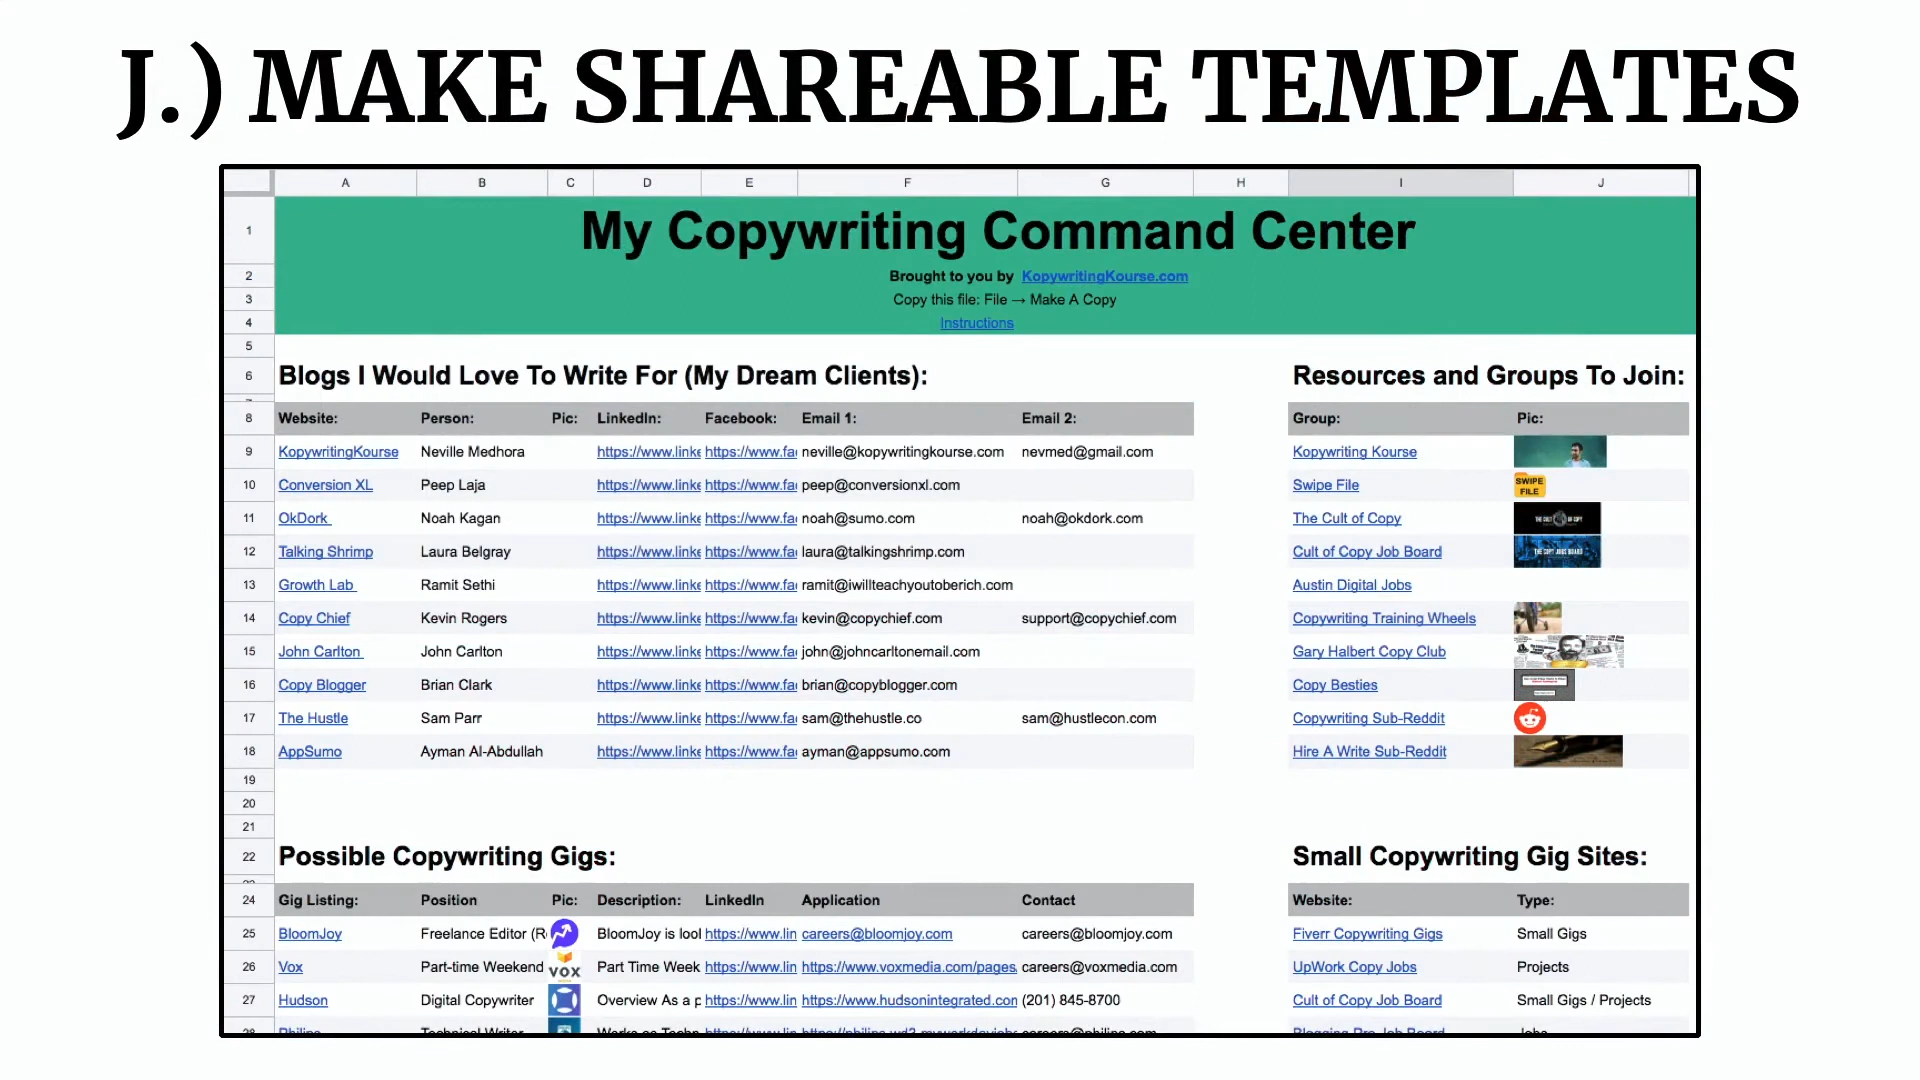 J.) MAKE SHAREABLE TEMPLATES
A B C D E F G H I J
1 My Copywriting Command Center
2 Brought to you by KopywritingKourse.com
3 Copy this file: File → Make A Copy
4 Instructions
5
6 Blogs I Would Love To Write For (My Dream Clients): Resources and Groups To Join:
8 Website: Person: Pic: LinkedIn: Facebook: Email 1: Email 2: Group: Pic:
9 KopywritingKourse Neville Medhora https://www.linke https://www.fa neville@kopywritingkourse.com nevmed@gmail.com Kopywriting Kourse
10 Conversion XL Peep Laja https://www.linke https://www.fa peep@conversionxl.com Swipe File SWIPE FILE
11 OkDork Noah Kagan https://www.linke https://www.fa noah@sumo.com noah@okdork.com The Cult of Copy THE CULT OF COPY
12 Talking Shrimp Laura Belgray https://www.linke https://www.fa laura@talkingshrimp.com Cult of Copy Job Board THE COPY JOBS BOARD
13 Growth Lab Ramit Sethi https://www.linke https://www.fa ramit@iwillteachyoutoberich.com Austin Digital Jobs
14 Copy Chief Kevin Rogers https://www.linke https://www.fa kevin@copychief.com support@copychief.com Copywriting Training Wheels
15 John Carlton John Carlton https://www.linke https://www.fa john@johncarltonemail.com Gary Halbert Copy Club
16 Copy Blogger Brian Clark https://www.linke https://www.fa brian@copyblogger.com Copy Besties
17 The Hustle Sam Parr https://www.linke https://www.fa sam@thehustle.co sam@hustlecon.com Copywriting Sub-Reddit
18 AppSumo Ayman Al-Abdullah https://www.linke https://www.fa ayman@appsumo.com Hire A Write Sub-Reddit
19
20
21
22 Possible Copywriting Gigs: Small Copywriting Gig Sites:
24 Gig Listing: Position Pic: Description: LinkedIn Application Contact Website: Type:
25 BloomJoy Freelance Editor (R BloomJoy is lool https://www.lin careers@bloomjoy.com careers@bloomjoy.com Fiverr Copywriting Gigs Small Gigs
26 Vox Part-time Weekend VOX Part Time Week https://www.lin https://www.voxmedia.com/pages careers@voxmedia.com UpWork Copy Jobs Projects
27 Hudson Digital Copywriter Overview As a p https://www.lin https://www.hudsonintegrated.con (201) 845-8700 Cult of Copy Job Board Small Gigs / Projects
28 Philips Technical Writer